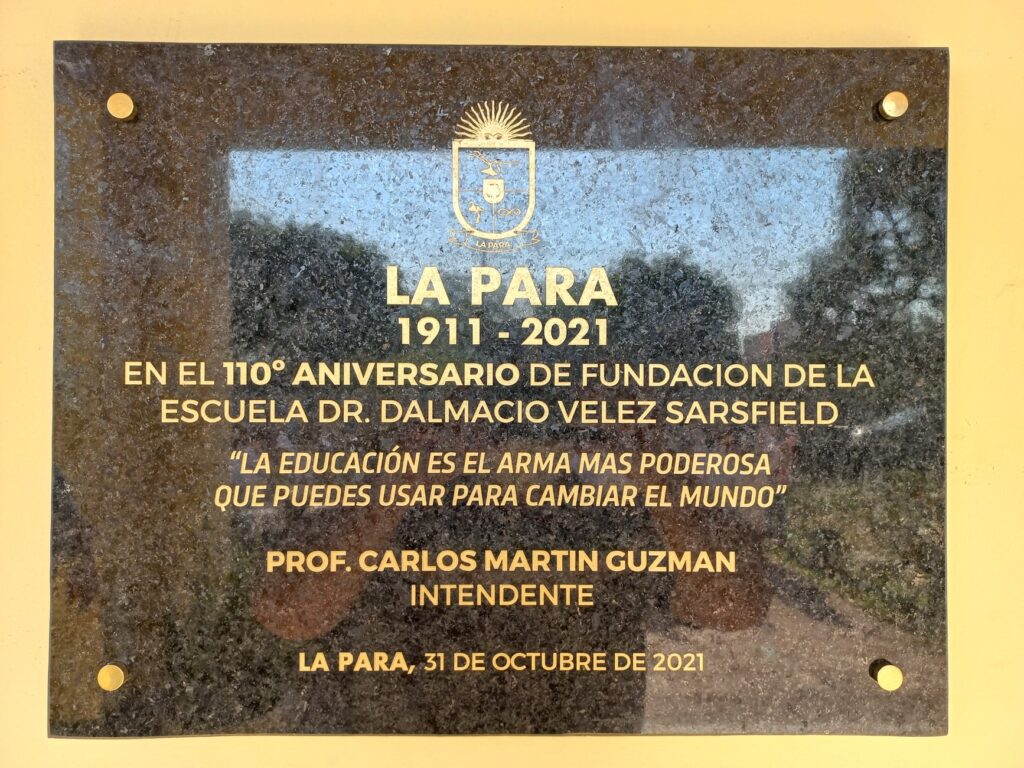 LA PARA
LA PARA
1911 - 2021
EN EL 110º ANIVERSARIO DE FUNDACION DE LA
ESCUELA DR. DALMACIO VELEZ SARSFIELD
“LA EDUCACIÓN ES EL ARMA MAS PODEROSA
QUE PUEDES USAR PARA CAMBIAR EL MUNDO”
PROF. CARLOS MARTIN GUZMAN
INTENDENTE
LA PARA, 31 DE OCTUBRE DE 2021